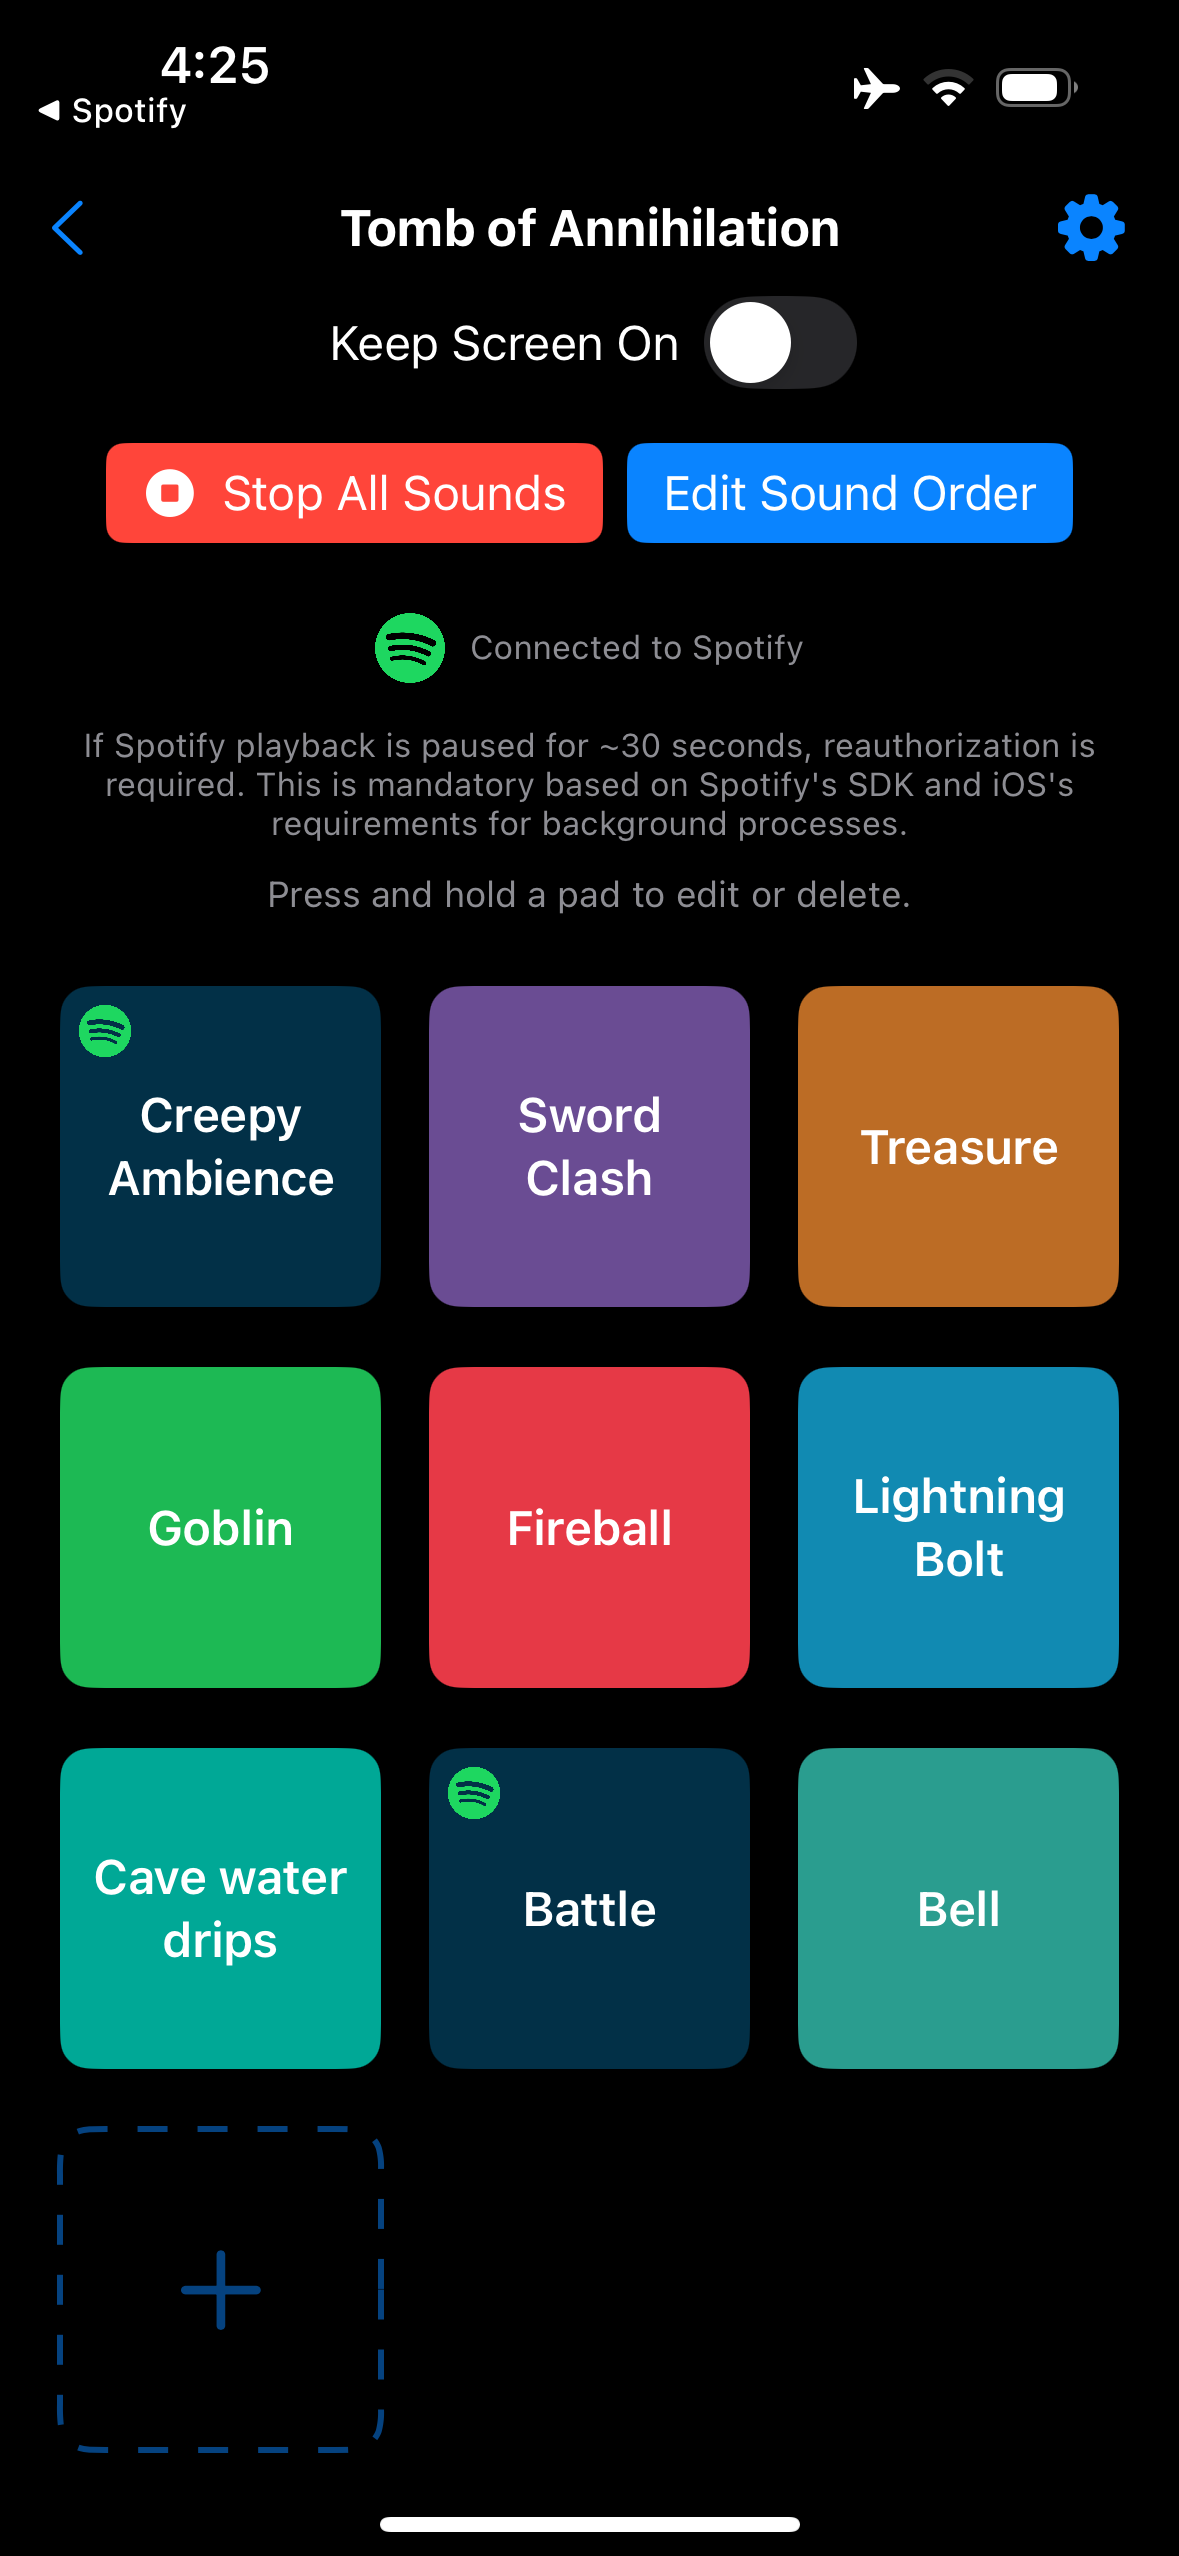 4:25
Spotify
Tomb of Annihilation
Keep Screen On
Stop All Sounds
Edit Sound Order
Connected to Spotify
If Spotify playback is paused for ~30 seconds, reauthorization is
required. This is mandatory based on Spotify's SDK and iOS's
requirements for background processes.
Press and hold a pad to edit or delete.
Creepy
Ambience
Sword
Clash
Treasure
Goblin
Fireball
Lightning
Bolt
Cave water
drips
Battle
Bell